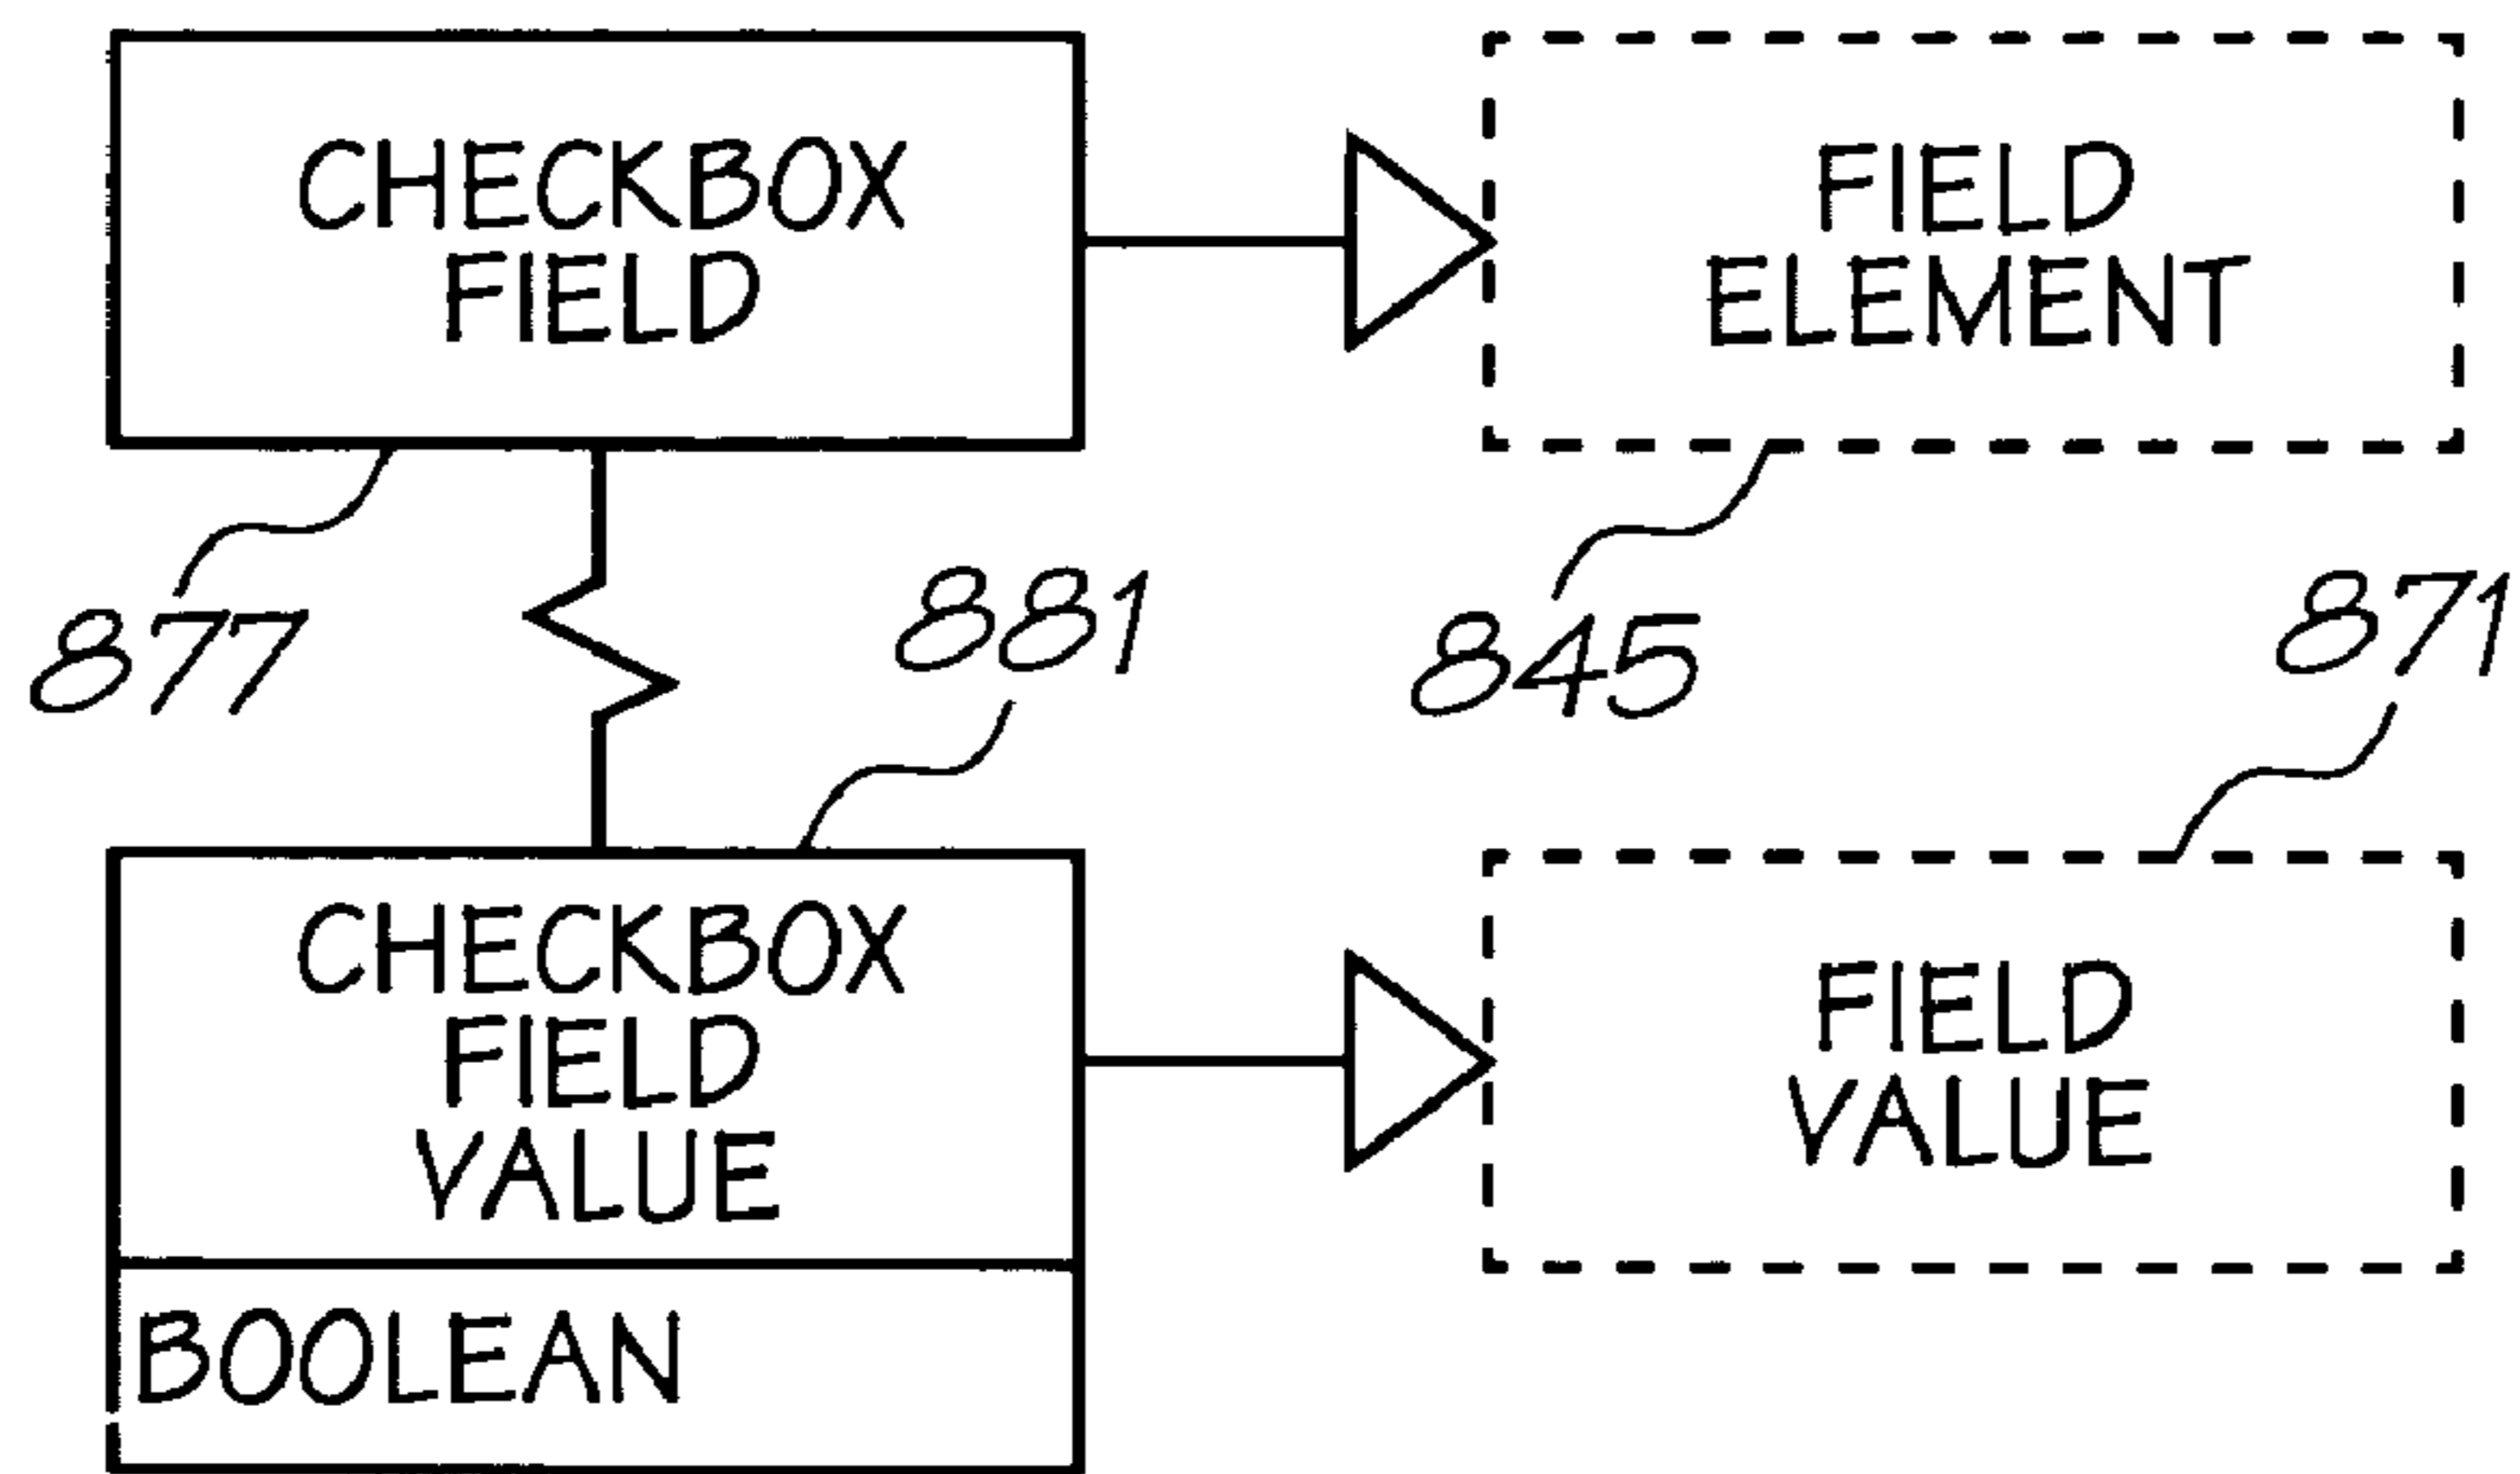 CHECKBOX
FIELD
FIELD
ELEMENT
877
881
845
871
CHECKBOX
FIELD
VALUE
FIELD
VALUE
BOOLEAN